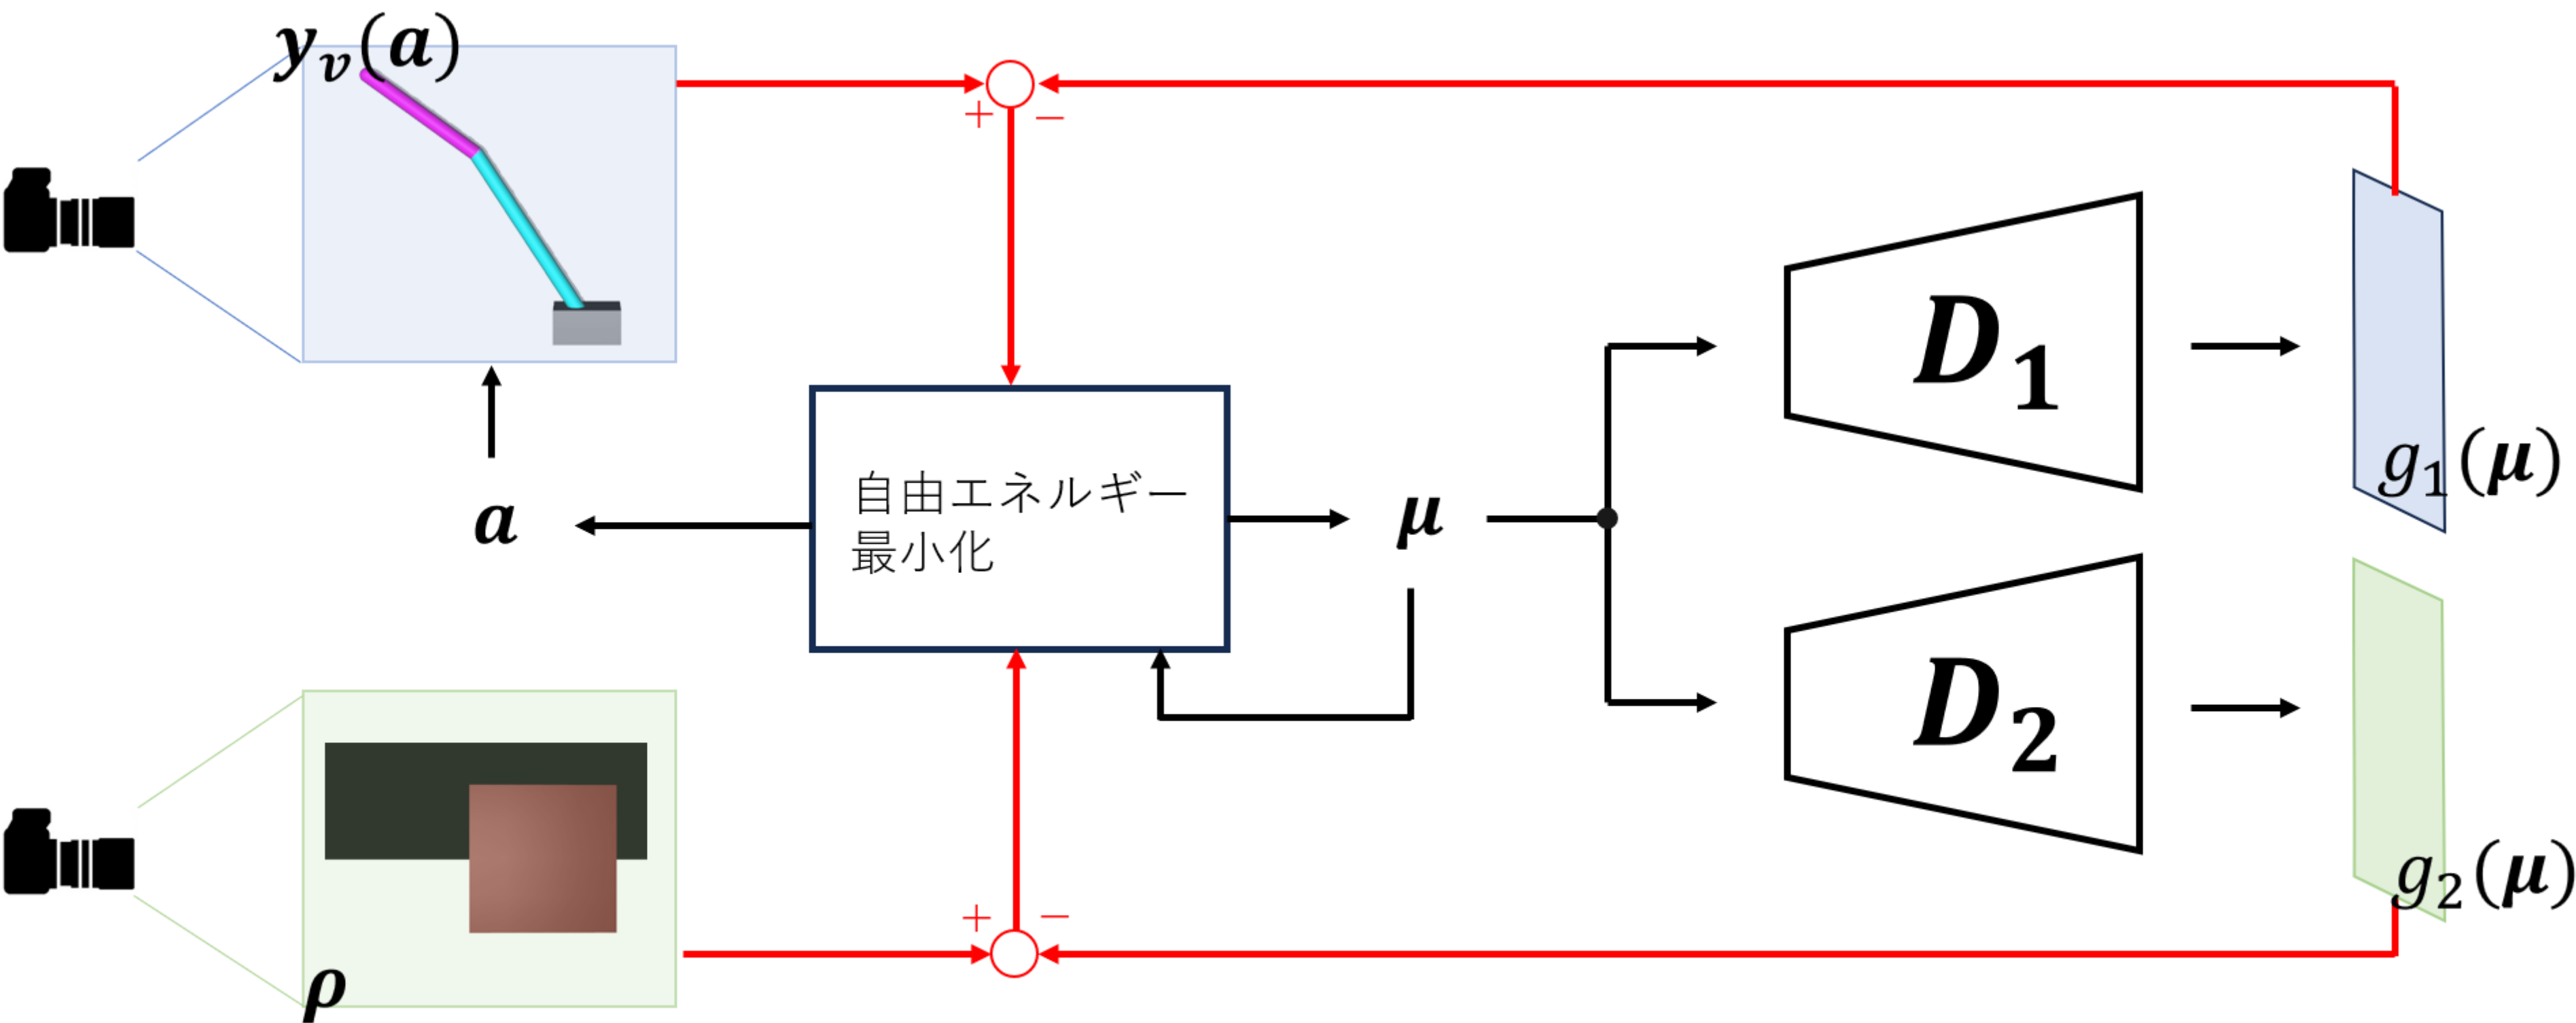 y_v(a)
+ −
D_1
g_1(μ)
自由エネルギー
最小化
a
μ
D_2
g_2(μ)
+ −
ρ